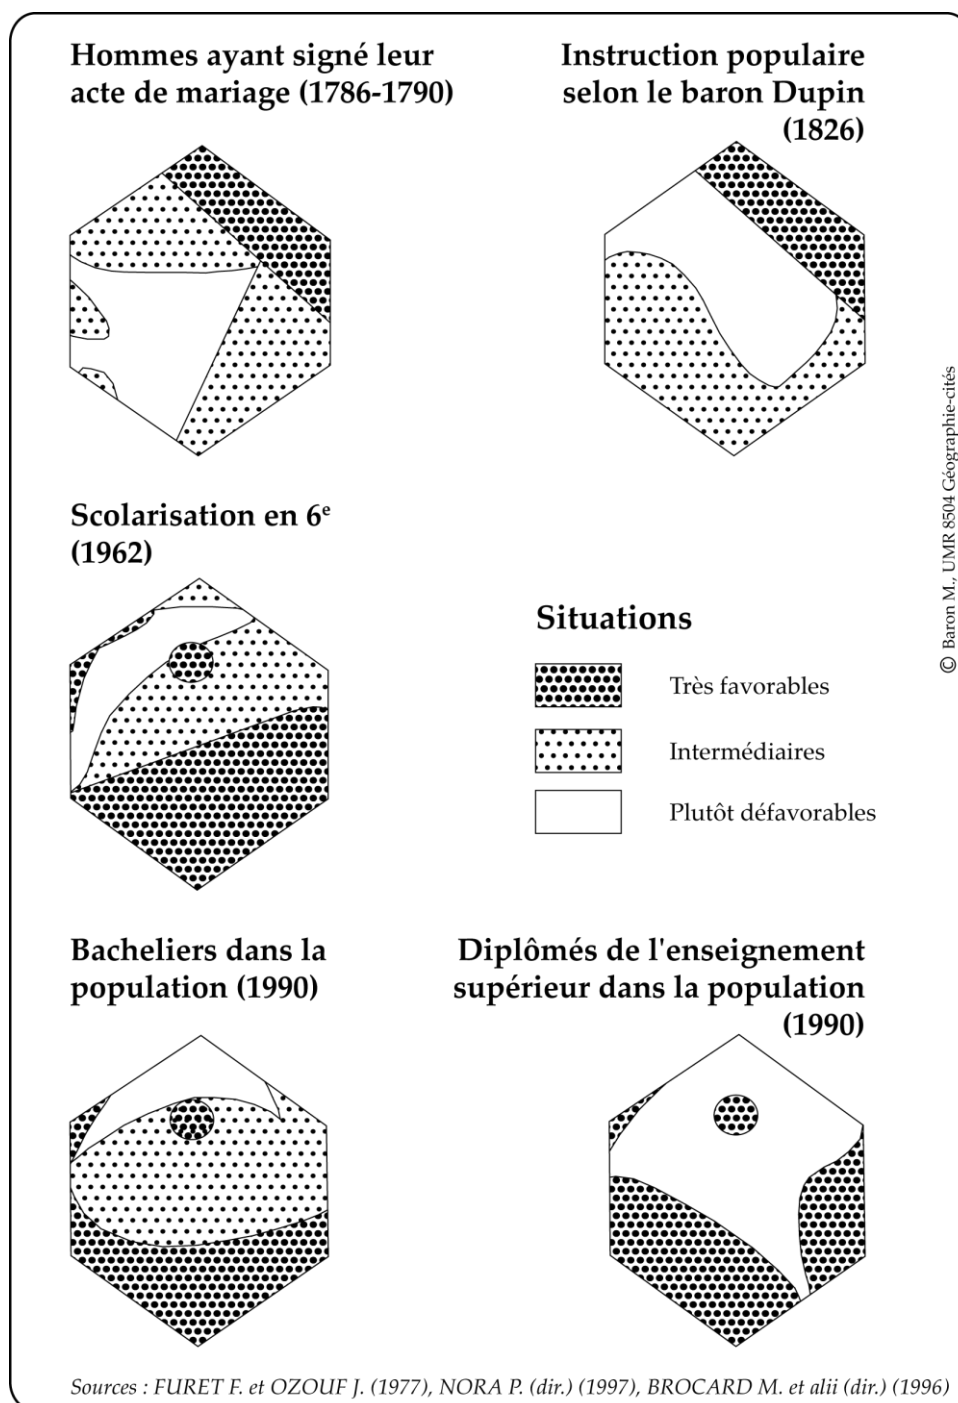 Hommes ayant signé leur
acte de mariage (1786-1790)
Instruction populaire
selon le baron Dupin
(1826)
Scolarisation en 6e
(1962)
Situations
Très favorables
Intermédiaires
Plutôt défavorables
© Baron M., UMR 8504 Géographie-cités
Bacheliers dans la
population (1990)
Diplômés de l'enseignement
supérieur dans la population
(1990)
Sources : FURET F. et OZOUF J. (1977), NORA P. (dir.) (1997), BROCARD M. et alii (dir.) (1996)